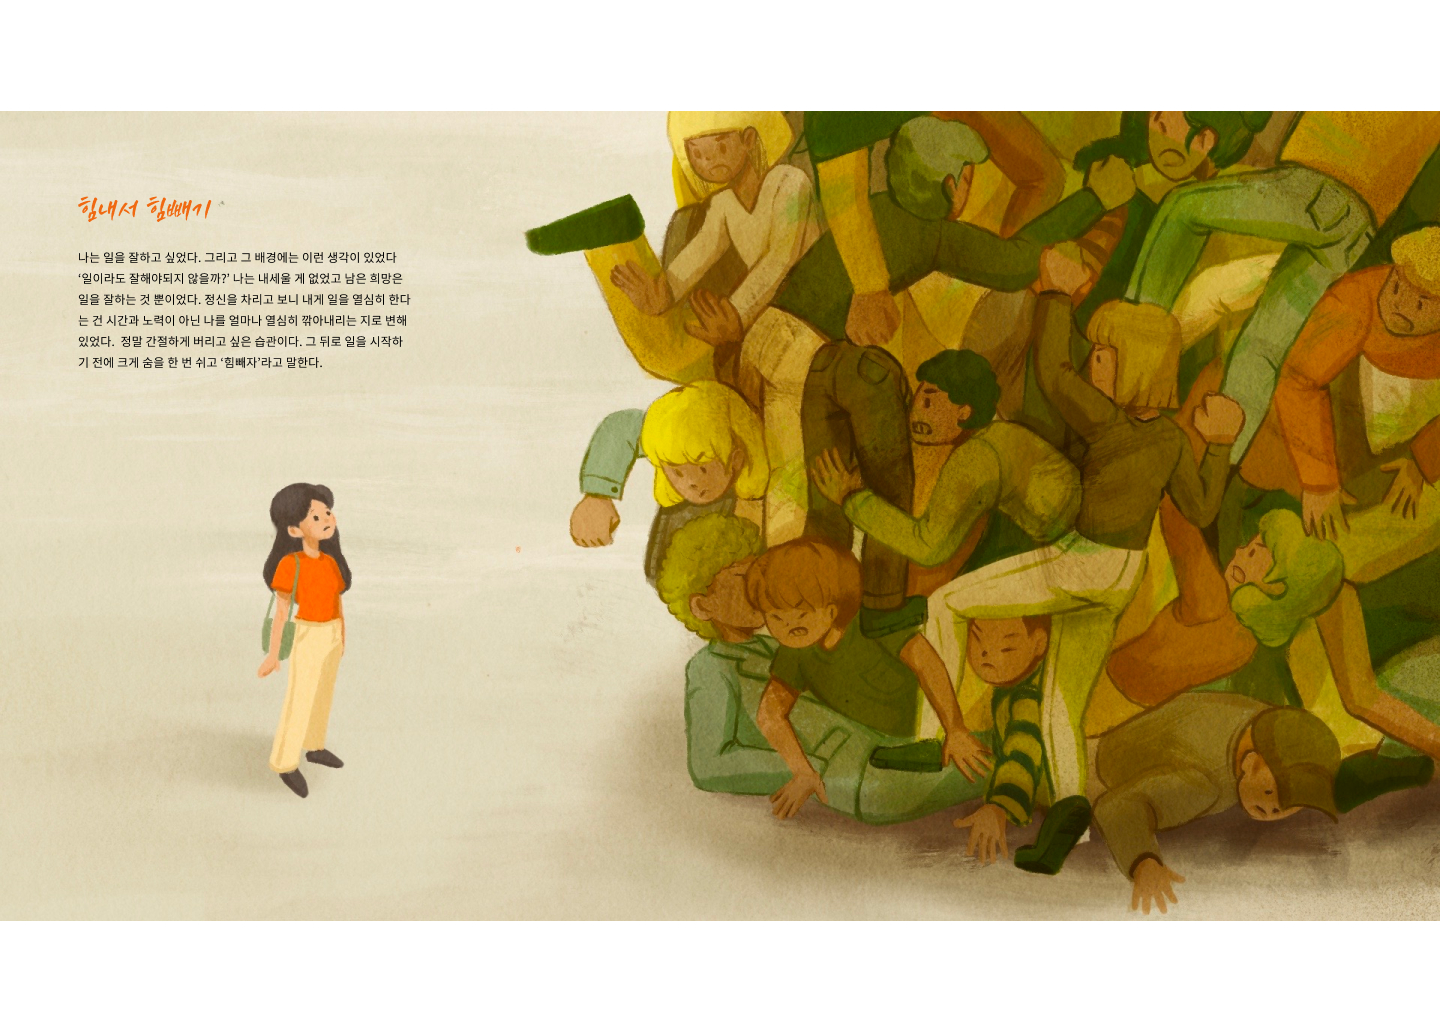 힘내서 힘빼기
나는 일을 잘하고 싶었다. 그리고 그 배경에는 이런 생각이 있었다
‘일이라도 잘해야되지 않을까?’ 나는 내세울 게 없었고 남은 희망은
일을 잘하는 것 뿐이었다. 정신을 차리고 보니 내게 일을 열심히 한다
는 건 시간과 노력이 아닌 나를 얼마나 열심히 깎아내리는 지로 변해
있었다.  정말 간절하게 버리고 싶은 습관이다. 그 뒤로 일을 시작하
기 전에 크게 숨을 한 번 쉬고 ‘힘빼자’라고 말한다.